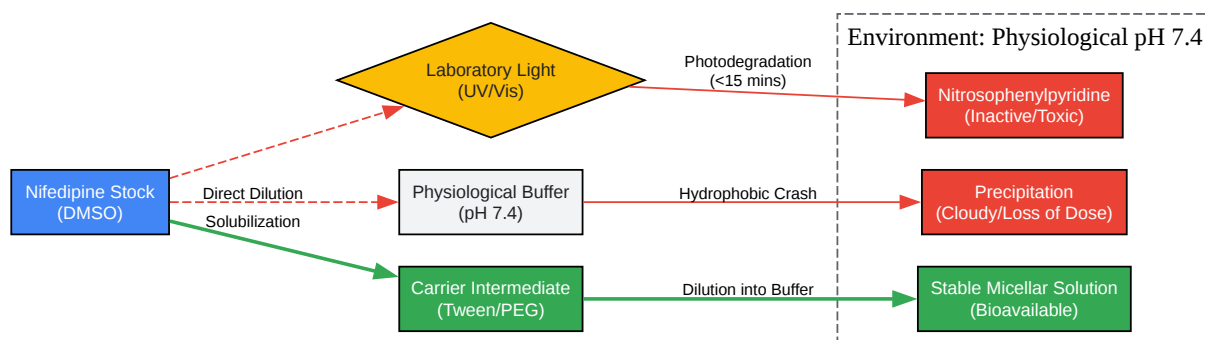 Environment: Physiological pH 7.4
Laboratory Light
(UV/Vis)
Photodegradation
(<15 mins)
Nitrosophenylpyridine
(Inactive/Toxic)
Nifedipine Stock
(DMSO)
Direct Dilution
Physiological Buffer
(pH 7.4)
Hydrophobic Crash
Precipitation
(Cloudy/Loss of Dose)
Solubilization
Carrier Intermediate
(Tween/PEG)
Dilution into Buffer
Stable Micellar Solution
(Bioavailable)